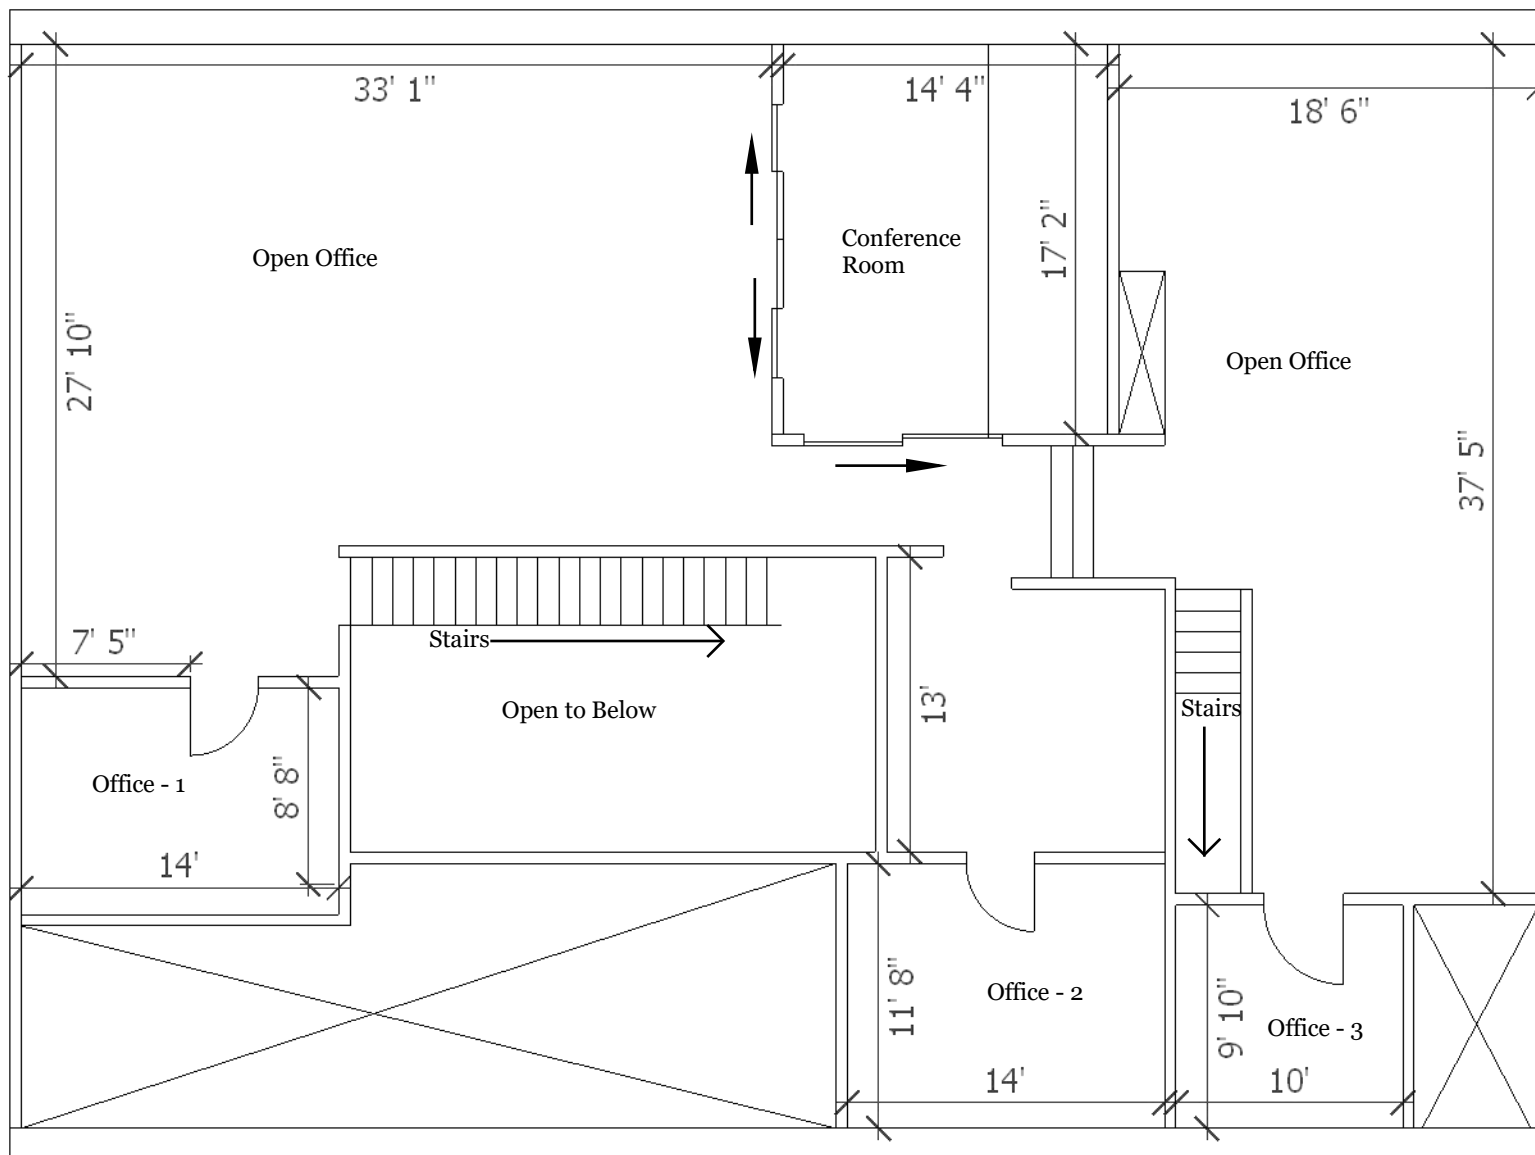 33' 1"
14' 4"
18' 6"
17' 2"
Conference
Room
Open Office
27' 10"
Open Office
37' 5"
7' 5"
Stairs
Open to Below
13'
Stairs
Office - 1
8' 8"
14'
11' 8"
Office - 2
9' 10"
Office - 3
14'
10'